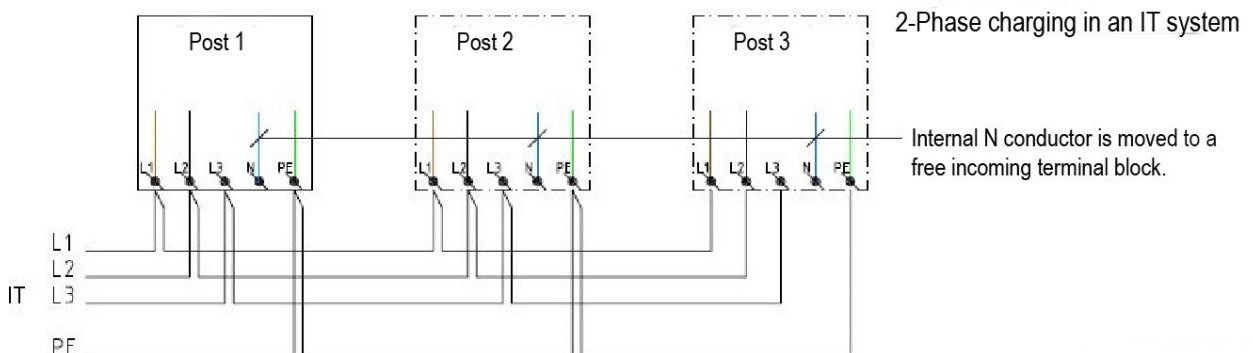 2-Phase charging in an IT system
Post 1
Post 2
Post 3
Internal N conductor is moved to a
free incoming terminal block.
L1 L2 L3 N PE
L1 L2 L3 N PE
L1 L2 L3 N PE
L1
L2
IT L3
PE